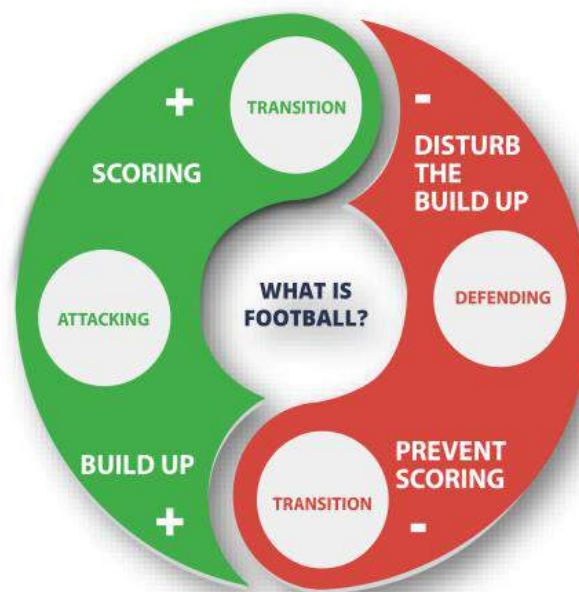 +
TRANSITION
SCORING
-
DISTURB
THE
BUILD UP
ATTACKING
WHAT IS
FOOTBALL?
DEFENDING
BUILD UP
+
TRANSITION
PREVENT
SCORING
-